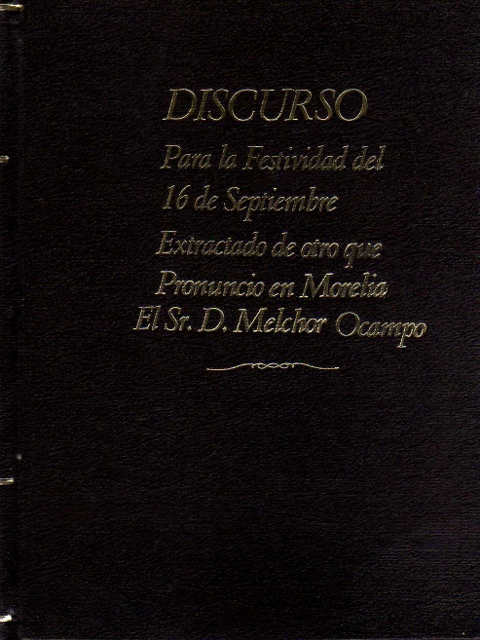 DISCURSO
Para la Festividad del
16 de Septiembre
Extractado de otro que
Pronuncio en Morelia
El Sr. D. Melchor Ocampo